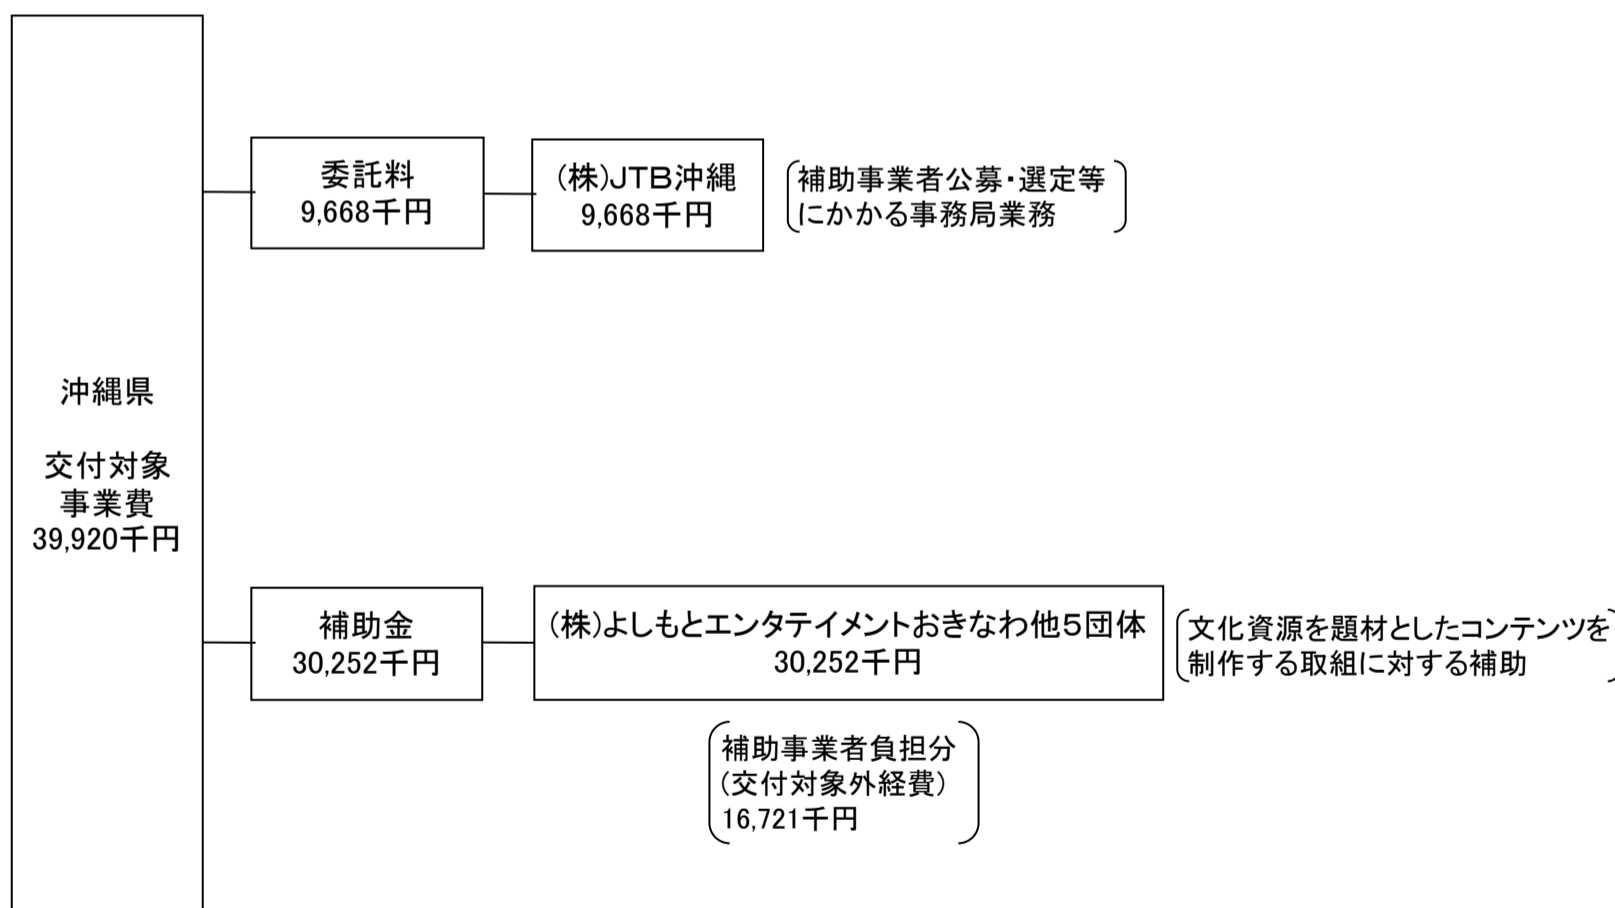 沖縄県
交付対象
事業費
39,920千円
委託料
9,668千円
(株)JTB沖縄
9,668千円
補助事業者公募・選定等
にかかる事務局業務
補助金
30,252千円
(株)よしもとエンタテイメントおきなわ他5団体
30,252千円
文化資源を題材としたコンテンツを
制作する取組に対する補助
補助事業者負担分
(交付対象外経費)
16,721千円